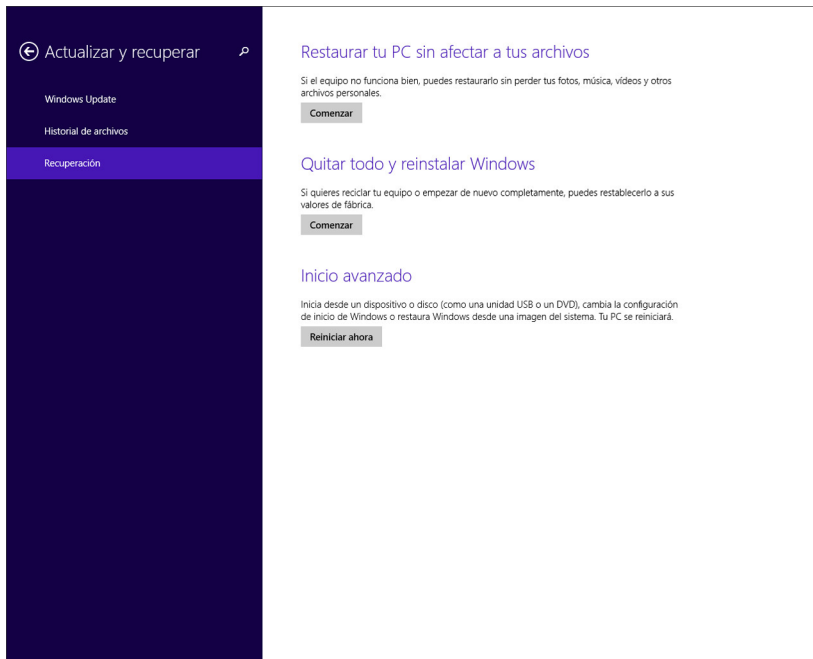 Actualizar y recuperar
Windows Update
Historial de archivos
Recuperación
Restaurar tu PC sin afectar a tus archivos
Si el equipo no funciona bien, puedes restaurarlo sin perder tus fotos, música, vídeos y otros
archivos personales.
Comenzar
Quitar todo y reinstalar Windows
Si quieres reciclar tu equipo o empezar de nuevo completamente, puedes restablecerlo a sus
valores de fábrica.
Comenzar
Inicio avanzado
Inicia desde un dispositivo o disco (como una unidad USB o un DVD), cambia la configuración
de inicio de Windows o restaura Windows desde una imagen del sistema. Tu PC se reiniciará.
Reiniciar ahora